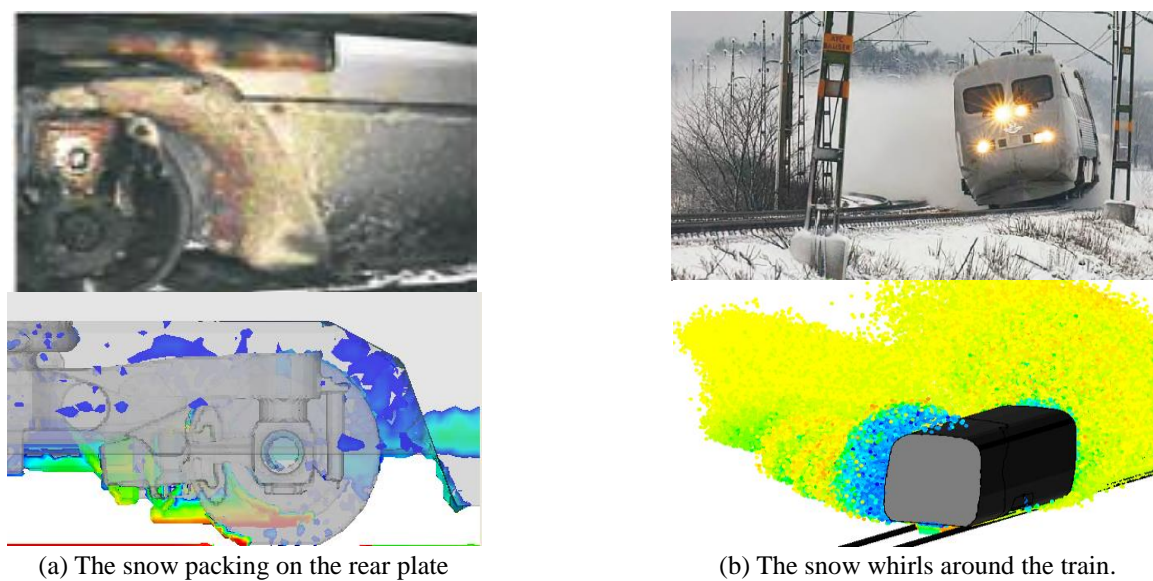 (a) The snow packing on the rear plate
(b) The snow whirls around the train.